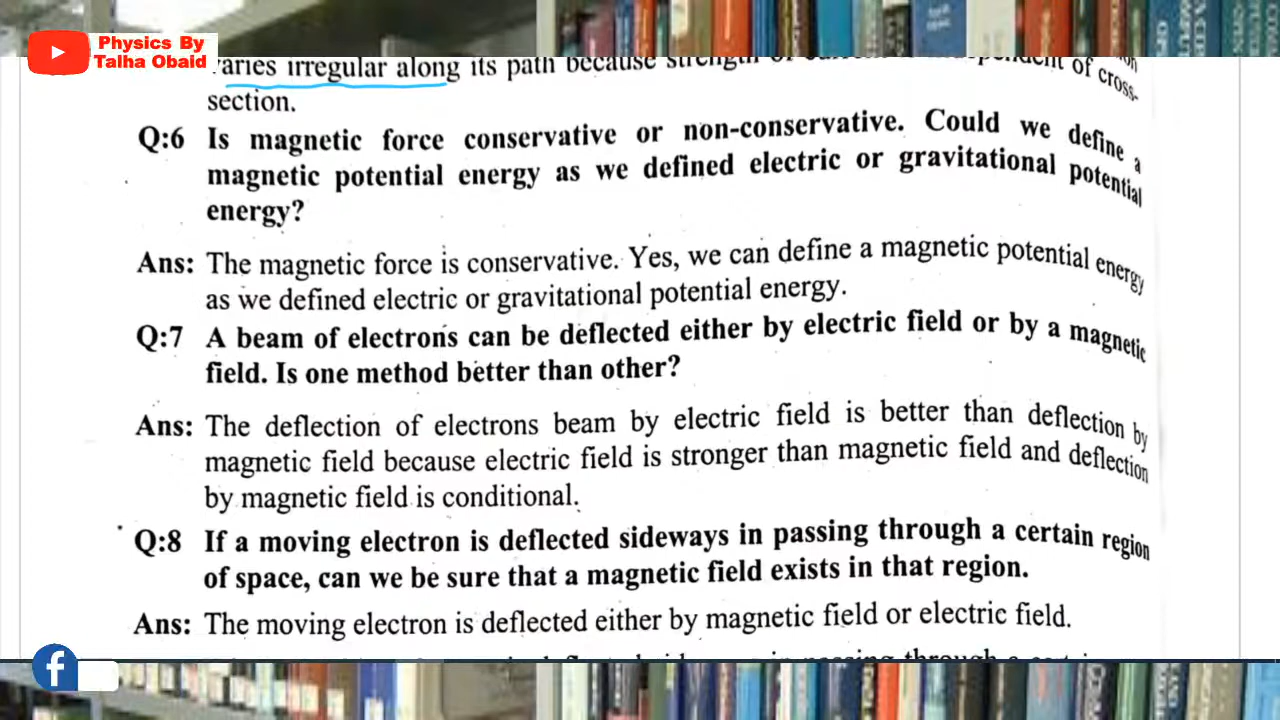 Physics By
Talha Obaid
varies irregular along its path because strength of
of cross-
section.
Q:6 Is magnetic force conservative or non-conservative. Could we define a
magnetic potential energy as we defined electric or gravitational potential
energy?
Ans: The magnetic force is conservative. Yes, we can define a magnetic potential energy
as we defined electric or gravitational potential energy.
Q:7 A beam of electrons can be deflected either by electric field or by a magnetic
field. Is one method better than other?
Ans: The deflection of electrons beam by electric field is better than deflection by
magnetic field because electric field is stronger than magnetic field and deflection
by magnetic field is conditional.
Q:8 If a moving electron is deflected sideways in passing through a certain region
of space, can we be sure that a magnetic field exists in that region.
Ans: The moving electron is deflected either by magnetic field or electric field.